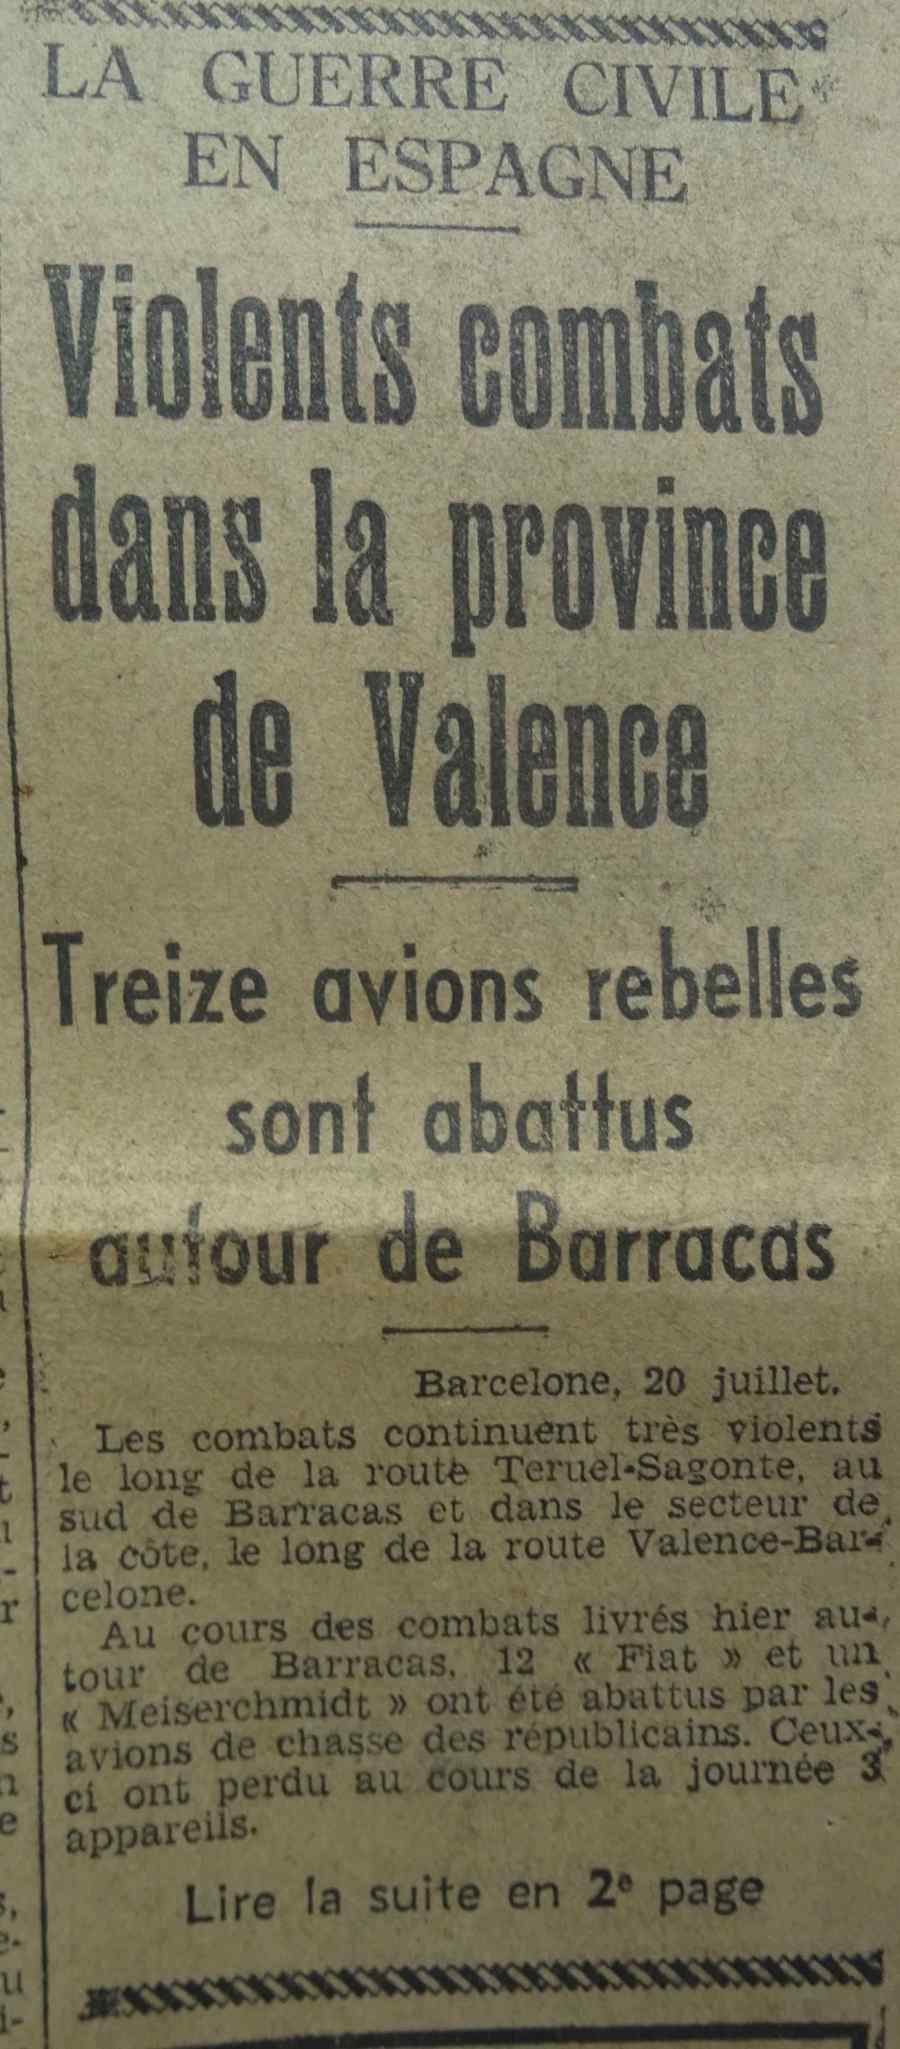 LA GUERRE CIVILE
EN ESPAGNE
Violents combats
dans la province
de Valence
Treize avions rebelles
sont abattus
autour de Barracas
Barcelone, 20 juillet.
Les combats continuent très violents
le long de la route Teruel-Sagonte, au
sud de Barracas et dans le secteur de
la côte, le long de la route Valence-Bar-
celone.
Au cours des combats livrés hier au-
tour de Barracas, 12 « Fiat » et un
« Meiserchmidt » ont été abattus par les
avions de chasse des républicains. Ceux-
ci ont perdu au cours de la journée 3
appareils.
Lire la suite en 2e page